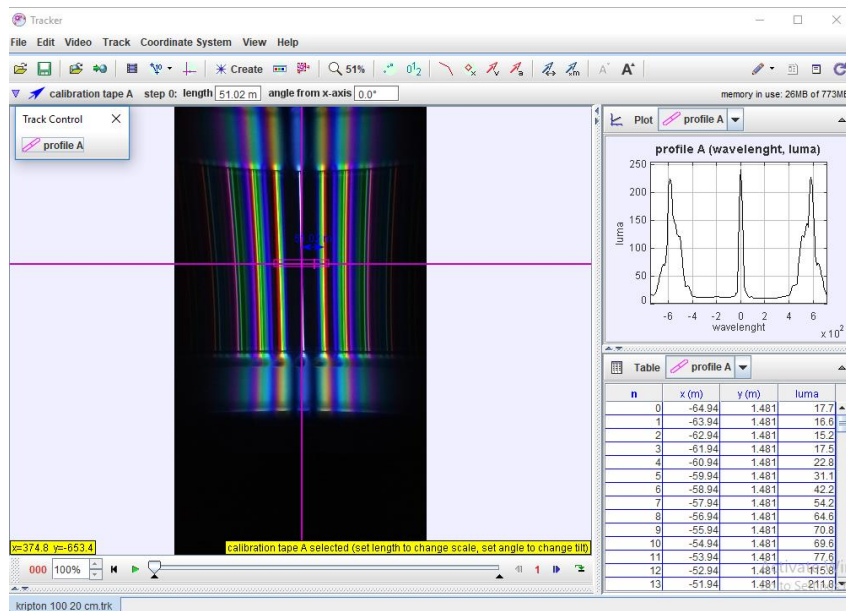 Tracker
File Edit Video Track Coordinate System View Help
Create 51% 0½
calibration tape A step 0: length 51.02 m angle from x-axis 0.0° memory in use: 26MB of 773MB
Track Control
profile A
Plot profile A
profile A (wavelenght, luma)
250
200
150
100
50
0
luma
-6 -4 -2 0 2 4 6
wavelenght
x 10²
Table profile A
n x (m) y (m) luma
0 -64.94 1.481 17.7
1 -63.94 1.481 16.6
2 -62.94 1.481 15.2
3 -61.94 1.481 17.5
4 -60.94 1.481 22.8
5 -59.94 1.481 31.1
6 -58.94 1.481 42.2
7 -57.94 1.481 54.2
8 -56.94 1.481 64.6
9 -55.94 1.481 70.8
10 -54.94 1.481 69.6
11 -53.94 1.481 77.6
12 -52.94 1.481 115.8
13 -51.94 1.481 211.8
x=374.8 y=-653.4 calibration tape A selected (set length to change scale, set angle to change tilt)
000 100% 1
kripton 100 20 cm.trk